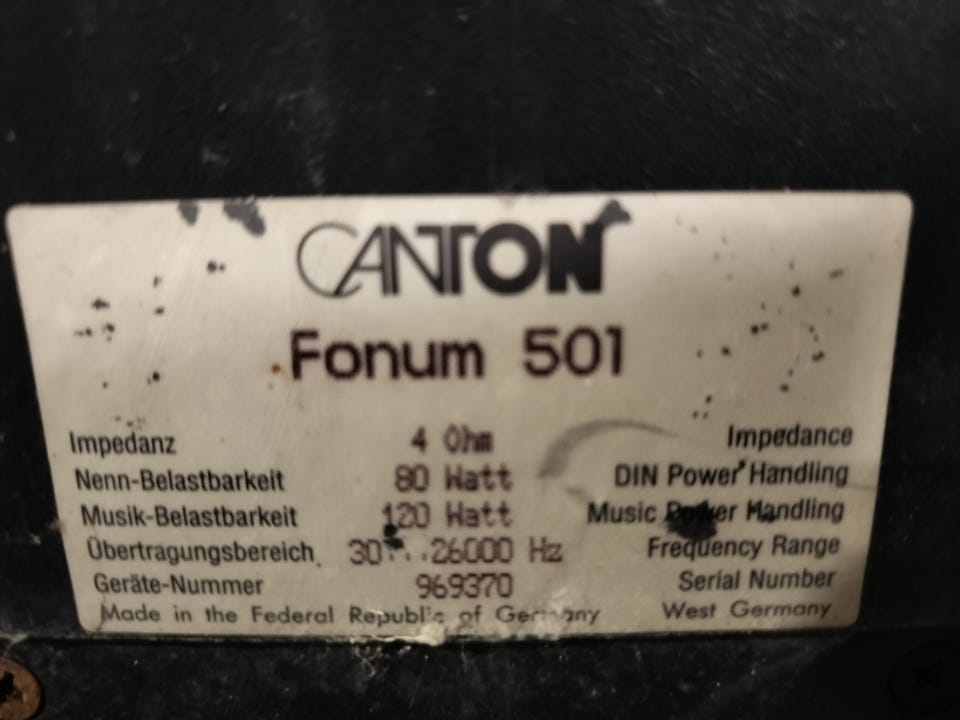 CANTON
Fonum 501
Impedanz 4 Ohm Impedance
Nenn-Belastbarkeit 80 Watt DIN Power Handling
Musik-Belastbarkeit 120 Watt Music Power Handling
Übertragungsbereich 30...26000 Hz Frequency Range
Geräte-Nummer 969370 Serial Number
Made in the Federal Republic of Germany West Germany